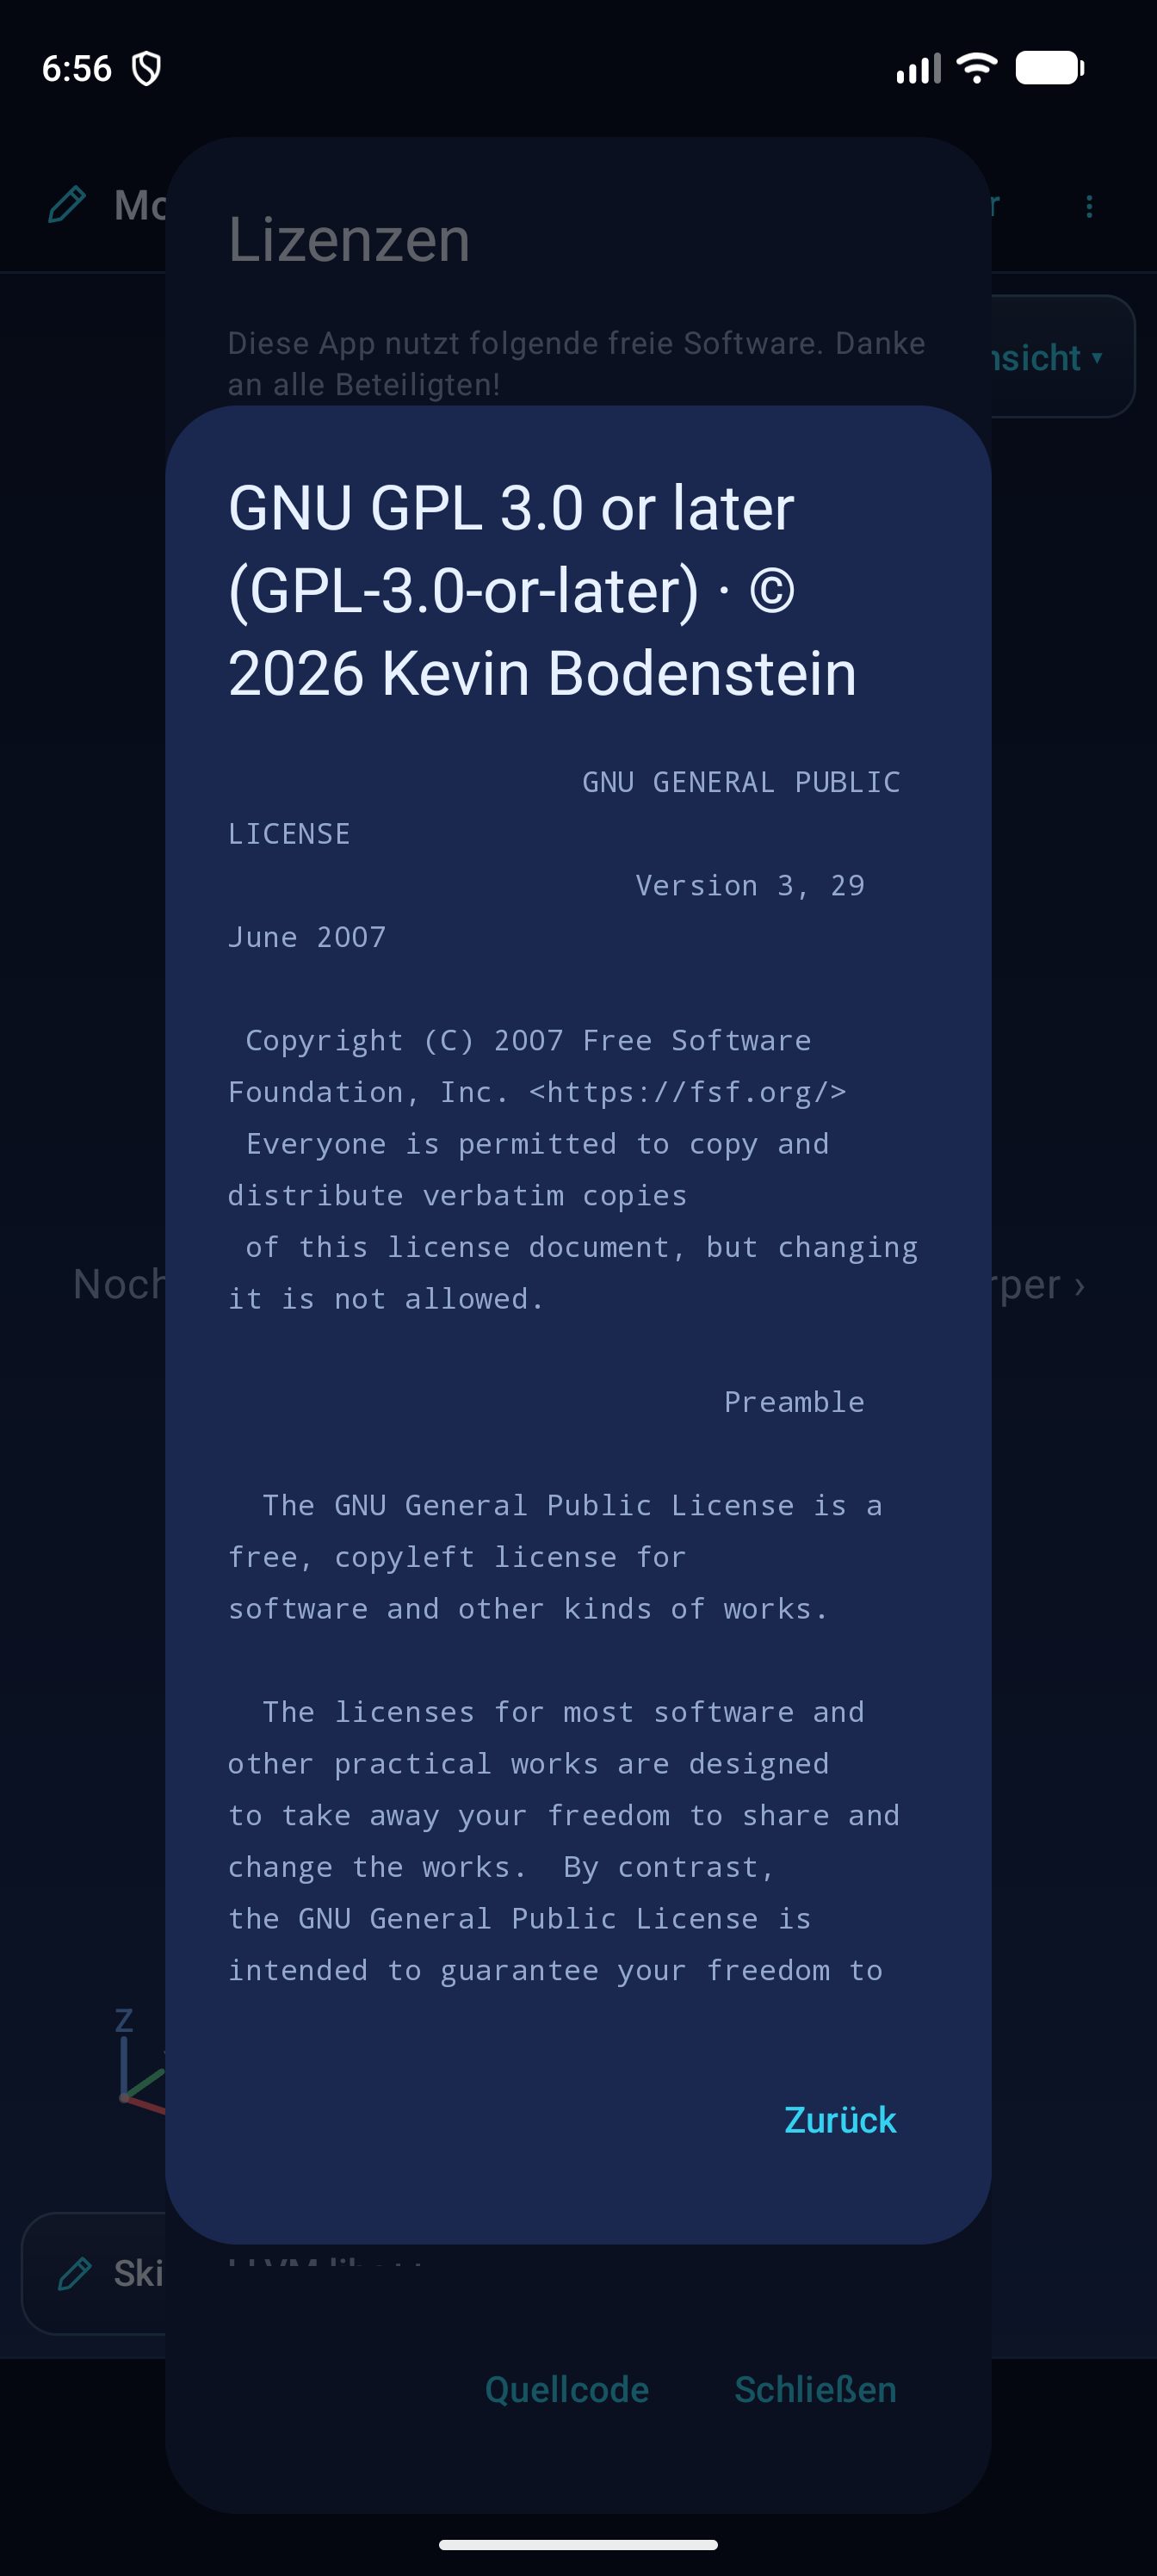 6:56
Lizenzen
Diese App nutzt folgende freie Software. Danke
an alle Beteiligten!
GNU GPL 3.0 or later
(GPL-3.0-or-later) · ©
2026 Kevin Bodenstein
GNU GENERAL PUBLIC
LICENSE
Version 3, 29
June 2007
Copyright (C) 2007 Free Software
Foundation, Inc. <https://fsf.org/>
Everyone is permitted to copy and
distribute verbatim copies
of this license document, but changing
it is not allowed.
Noch
rper ›
Preamble
The GNU General Public License is a
free, copyleft license for
software and other kinds of works.
The licenses for most software and
other practical works are designed
to take away your freedom to share and
change the works.  By contrast,
the GNU General Public License is
intended to guarantee your freedom to
Z
Zurück
Ski
Quellcode Schließen